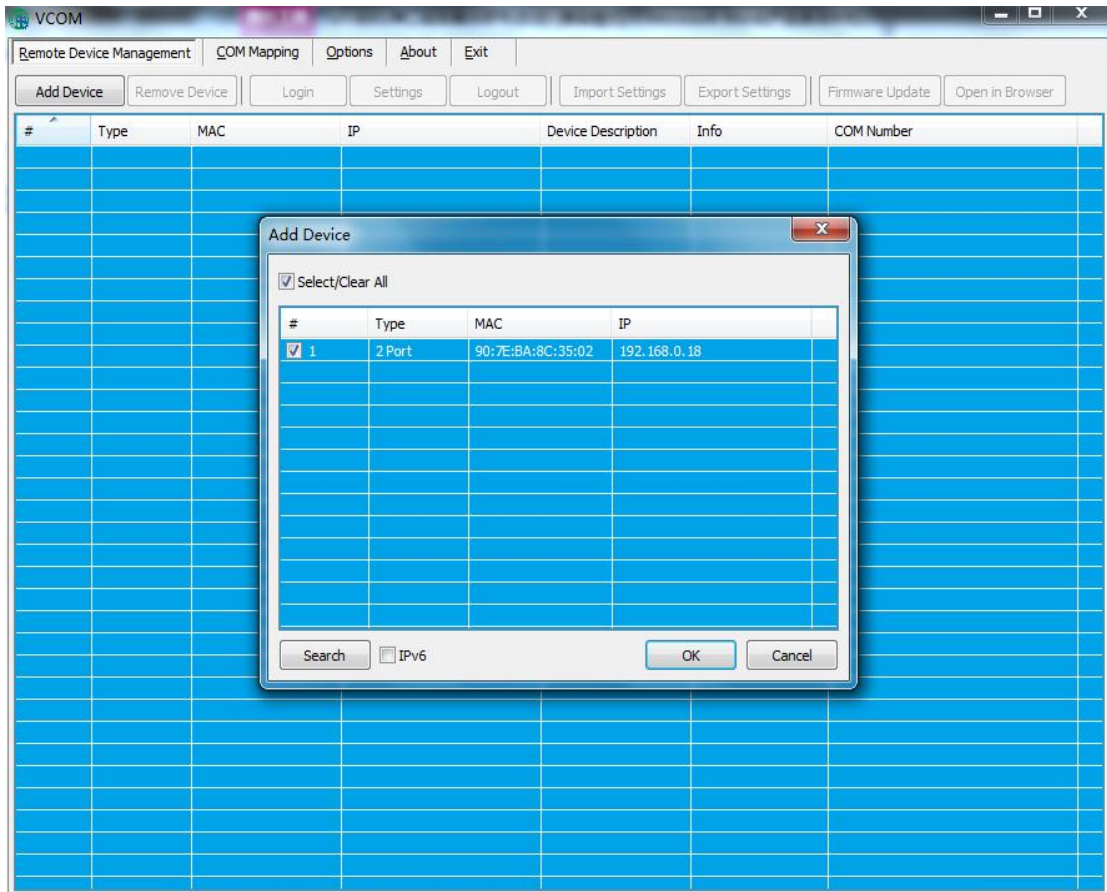 VCOM
Remote Device Management COM Mapping Options About Exit
Add Device Remove Device Login Settings Logout Import Settings Export Settings Firmware Update Open in Browser
# Type MAC IP Device Description Info COM Number
Add Device
Select/Clear All
# Type MAC IP
1 2 Port 90:7E:BA:8C:35:02 192.168.0.18
Search IPv6 OK Cancel